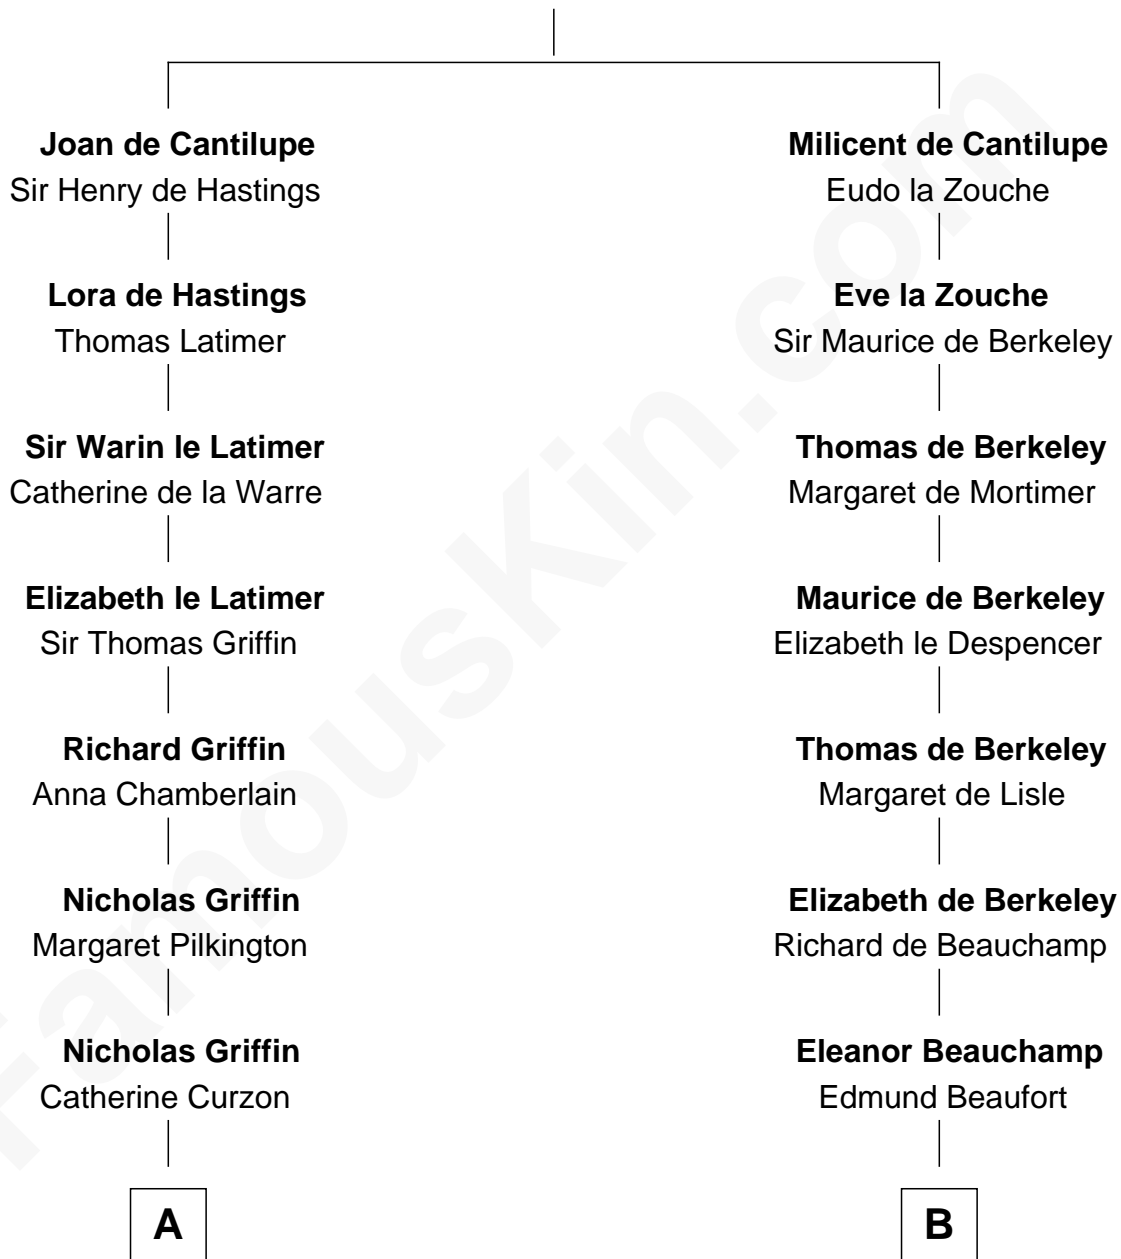 Joan de Cantilupe
Sir Henry de Hastings
Lora de Hastings
Thomas Latimer
Sir Warin le Latimer
Catherine de la Warre
Elizabeth le Latimer
Sir Thomas Griffin
Richard Griffin
Anna Chamberlain
Nicholas Griffin
Margaret Pilkington
Nicholas Griffin
Catherine Curzon
A
Milicent de Cantilupe
Eudo la Zouche
Eve la Zouche
Sir Maurice de Berkeley
Thomas de Berkeley
Margaret de Mortimer
Maurice de Berkeley
Elizabeth le Despencer
Thomas de Berkeley
Margaret de Lisle
Elizabeth de Berkeley
Richard de Beauchamp
Eleanor Beauchamp
Edmund Beaufort
B
FamousKin.com